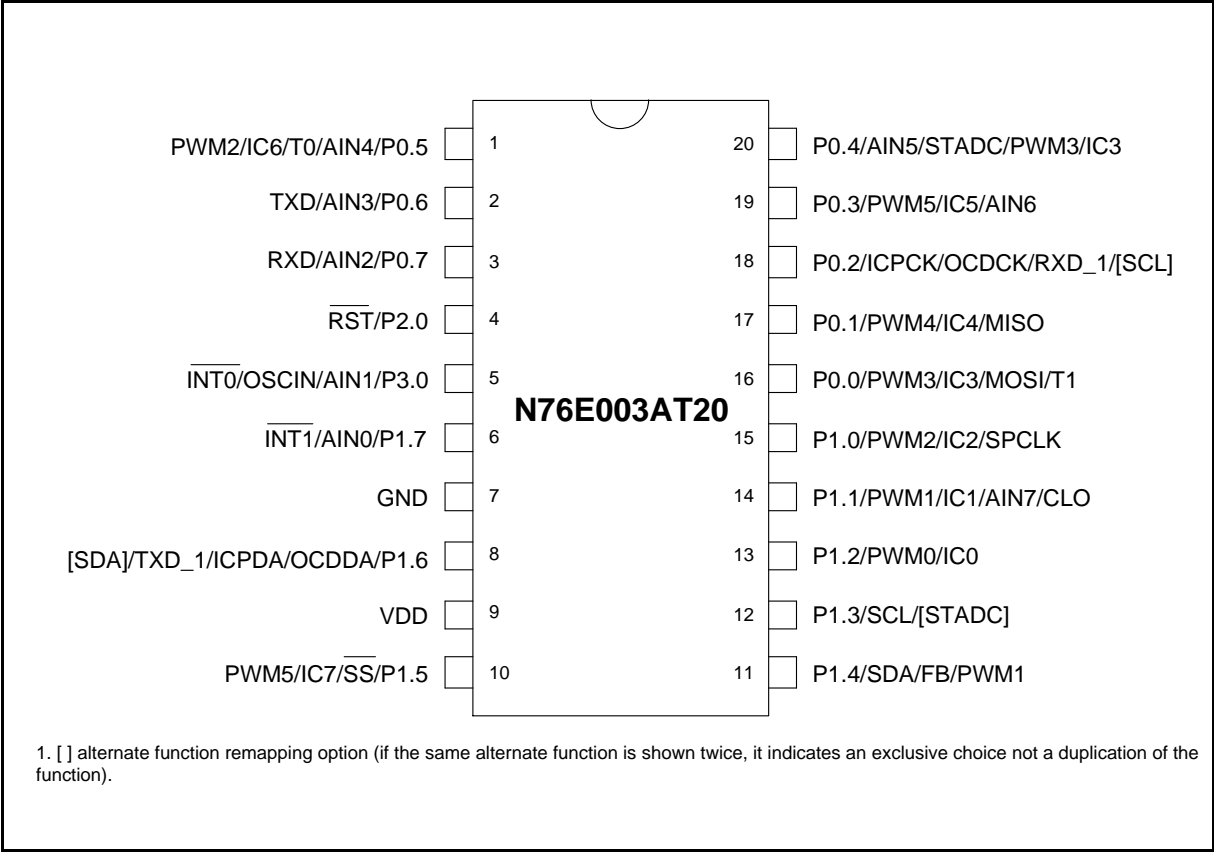 PWM2/IC6/T0/AIN4/P0.5 1 20 P0.4/AIN5/STADC/PWM3/IC3
TXD/AIN3/P0.6 2 19 P0.3/PWM5/IC5/AIN6
RXD/AIN2/P0.7 3 18 P0.2/ICPCK/OCDCK/RXD_1/[SCL]
RST/P2.0 4 17 P0.1/PWM4/IC4/MISO
INT0/OSCIN/AIN1/P3.0 5 16 P0.0/PWM3/IC3/MOSI/T1
N76E003AT20
INT1/AIN0/P1.7 6 15 P1.0/PWM2/IC2/SPCLK
GND 7 14 P1.1/PWM1/IC1/AIN7/CLO
[SDA]/TXD_1/ICPDA/OCDDA/P1.6 8 13 P1.2/PWM0/IC0
VDD 9 12 P1.3/SCL/[STADC]
PWM5/IC7/SS/P1.5 10 11 P1.4/SDA/FB/PWM1
1. [ ] alternate function remapping option (if the same alternate function is shown twice, it indicates an exclusive choice not a duplication of the
function).